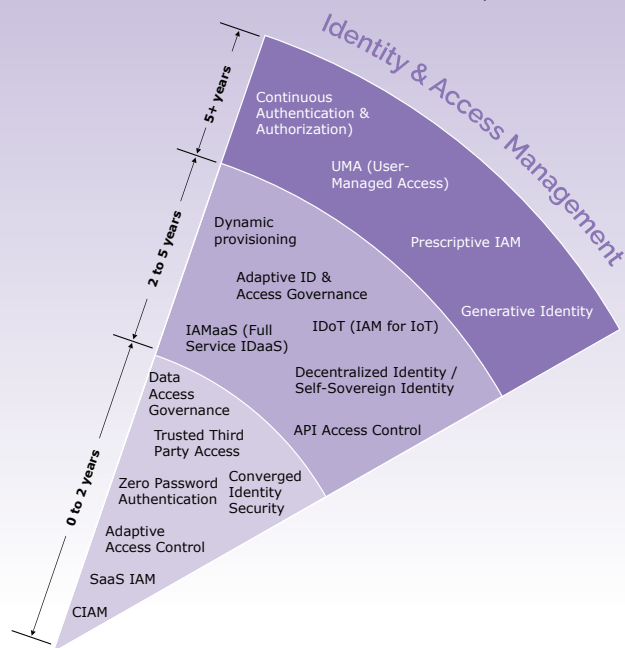 Identity & Access Management
5+ years
Continuous
Authentication &
Authorization)
UMA (User-
Managed Access)
Prescriptive IAM
Generative Identity
2 to 5 years
Dynamic
provisioning
Adaptive ID &
Access Governance
IAMaaS (Full
Service IDaaS)
IDoT (IAM for IoT)
Decentralized Identity /
Self-Sovereign Identity
API Access Control
0 to 2 years
Data
Access
Governance
Trusted Third
Party Access
Zero Password
Authentication
Converged
Identity
Security
Adaptive
Access Control
SaaS IAM
CIAM